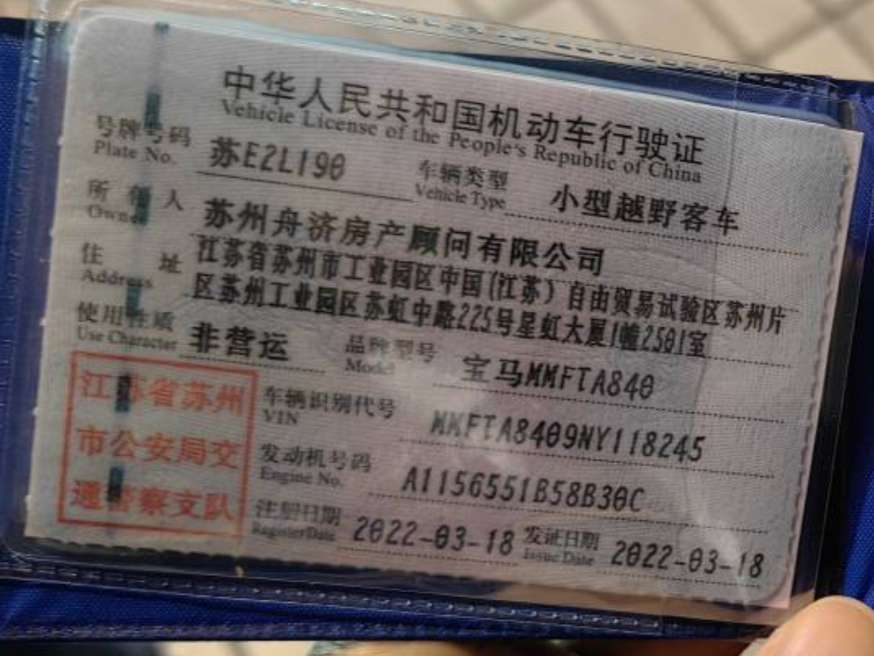 中华人民共和国机动车行驶证
Vehicle License of the People's Republic of China
号牌号码 苏E2L190 车辆类型 小型越野客车
Plate No. Vehicle Type
所有人 苏州舟济房产顾问有限公司
Owner
住址 江苏省苏州市工业园区中国(江苏)自由贸易试验区苏州片
Address 区苏州工业园区苏虹中路225号星虹大厦1幢2501室
使用性质 非营运 品牌型号 宝马MMFTA840
Use Character Model
江苏省苏州
市公安局交
通警察支队
车辆识别代号 MKFTA8409NY118245
VIN
发动机号码 A1156551B58B30C
Engine No.
注册日期 2022-03-18 发证日期 2022-03-18
Register Date Issue Date